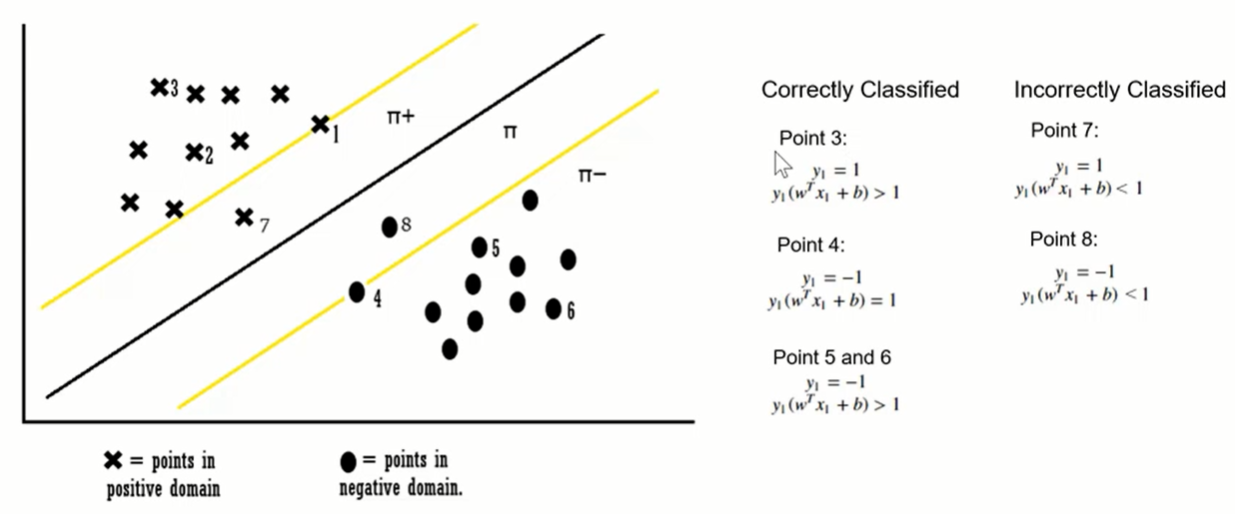 3
1
2
7
π+
π
π−
8
5
4
6
✖ = points in
positive domain
● = points in
negative domain.
Correctly Classified
Point 3:
y₁ = 1
y₁(wᵀx₁ + b) > 1
Point 4:
y₁ = −1
y₁(wᵀx₁ + b) = 1
Point 5 and 6
y₁ = −1
y₁(wᵀx₁ + b) > 1
Incorrectly Classified
Point 7:
y₁ = 1
y₁(wᵀx₁ + b) < 1
Point 8:
y₁ = −1
y₁(wᵀx₁ + b) < 1